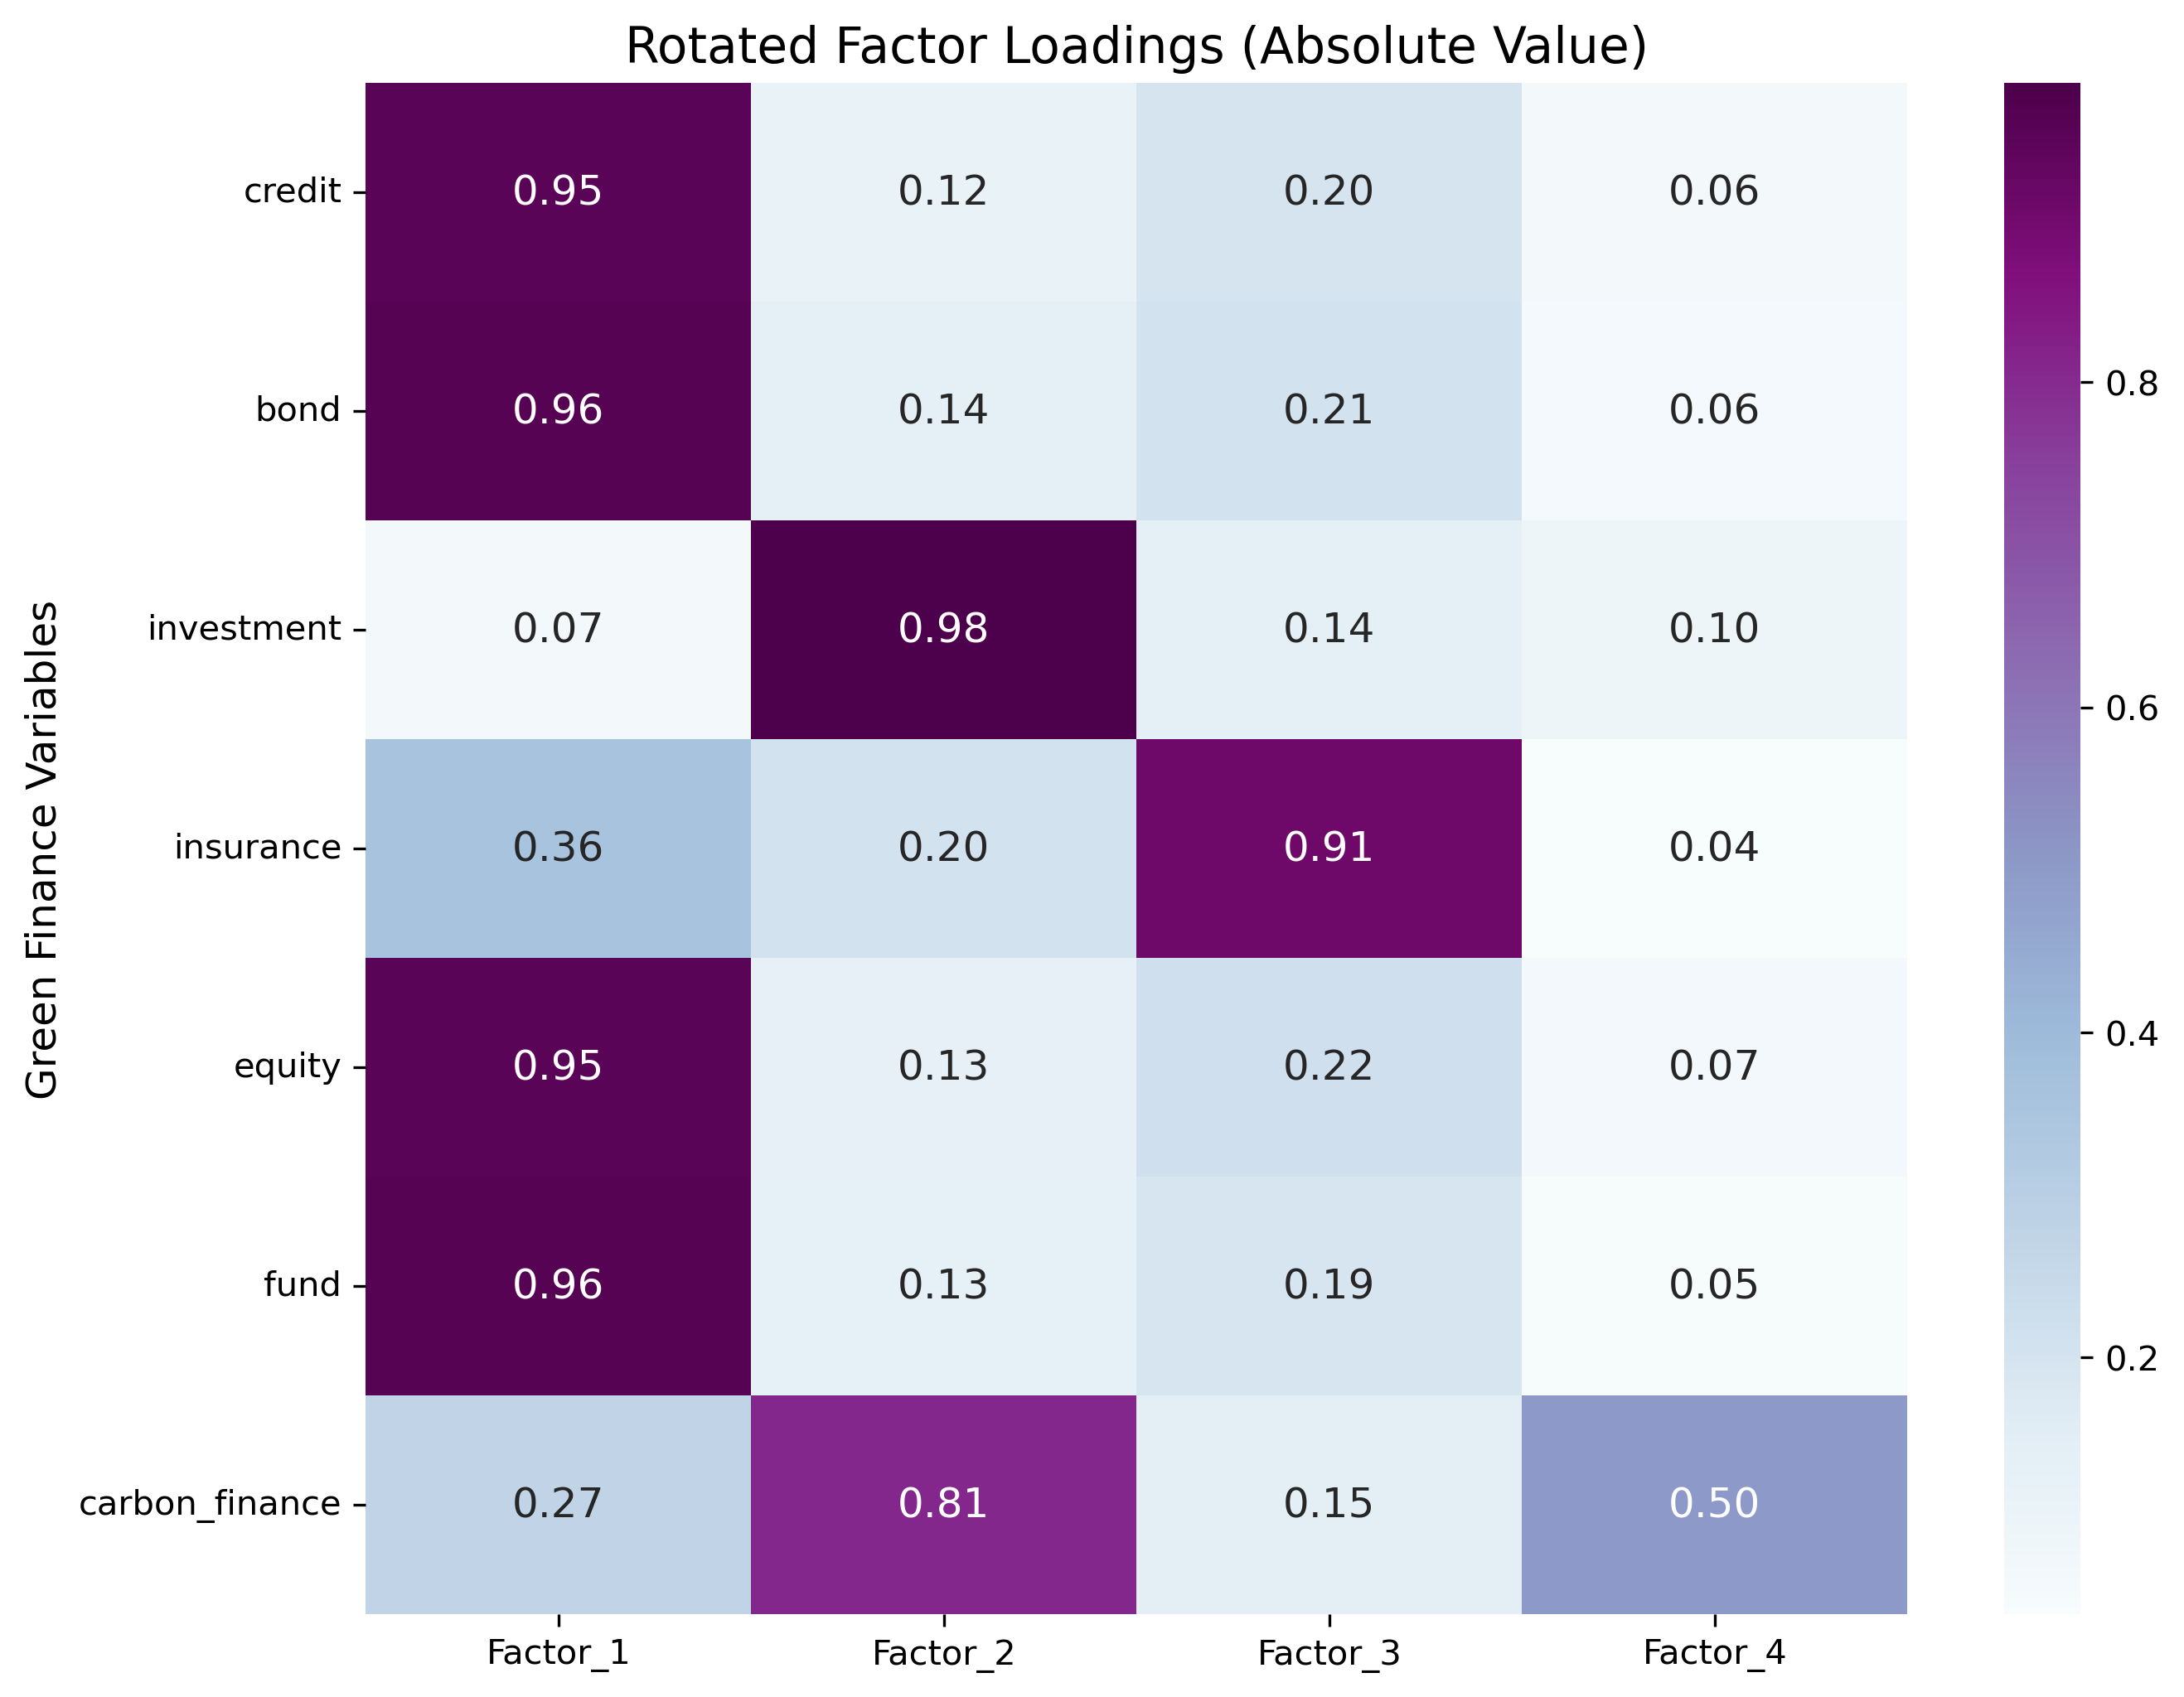 Rotated Factor Loadings (Absolute Value)
Green Finance Variables
credit 0.95 0.12 0.20 0.06
bond 0.96 0.14 0.21 0.06
investment 0.07 0.98 0.14 0.10
insurance 0.36 0.20 0.91 0.04
equity 0.95 0.13 0.22 0.07
fund 0.96 0.13 0.19 0.05
carbon_finance 0.27 0.81 0.15 0.50
Factor_1 Factor_2 Factor_3 Factor_4
0.8
0.6
0.4
0.2